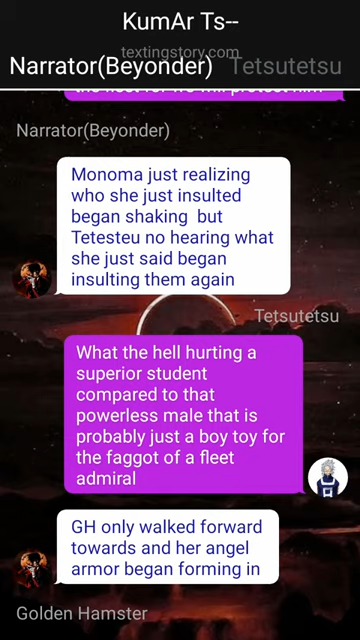 KumAr Ts--
textingstory.com
Narrator(Beyonder) Tetsutetsu
Narrator(Beyonder)
Monoma just realizing
who she just insulted
began shaking but
Tetesteu no hearing what
she just said began
insulting them again
Tetsutetsu
What the hell hurting a
superior student
compared to that
powerless male that is
probably just a boy toy for
the faggot of a fleet
admiral
GH only walked forward
towards and her angel
armor began forming in
Golden Hamster